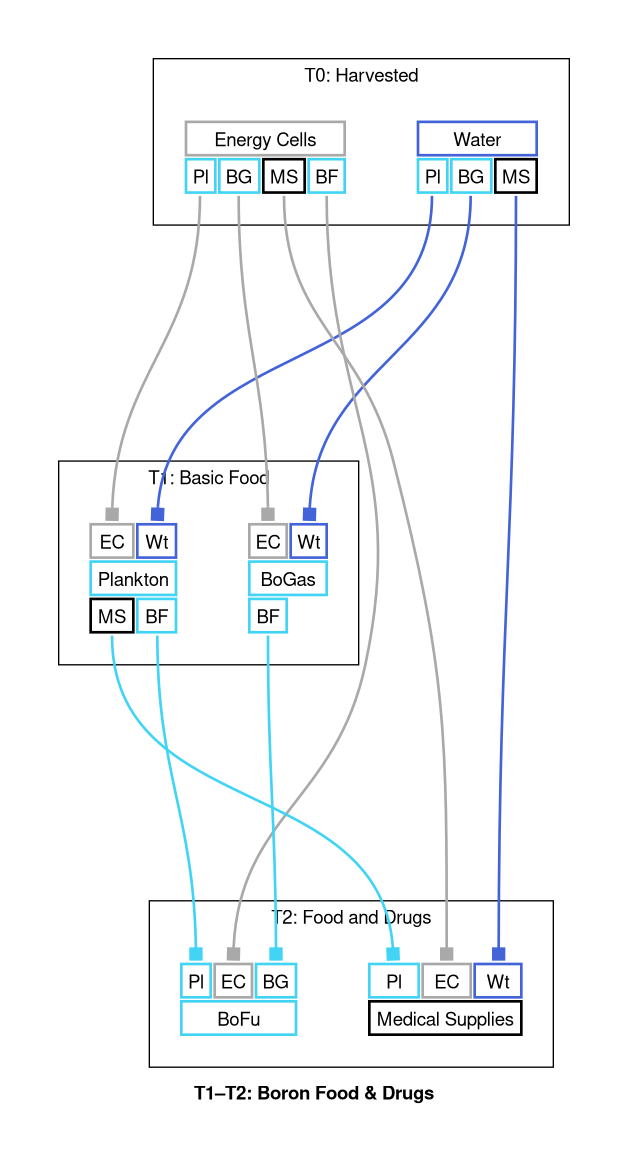 T0: Harvested
Energy Cells Water
Pl BG MS BF Pl BG MS
T1: Basic Food
EC Wt EC Wt
Plankton BoGas
MS BF BF
T2: Food and Drugs
Pl EC BG Pl EC Wt
BoFu Medical Supplies
T1–T2: Boron Food & Drugs